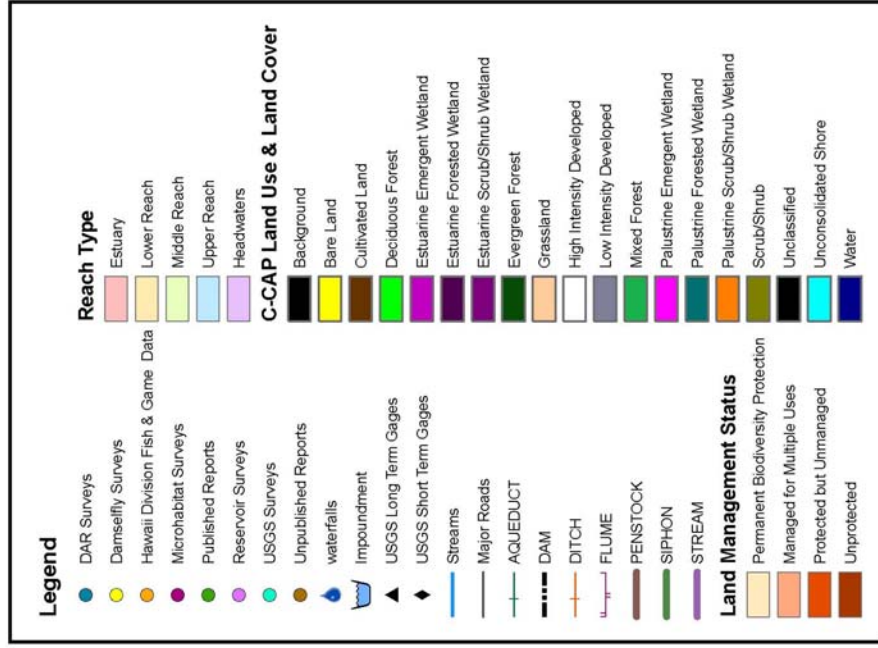 Legend
DAR Surveys
Damselfly Surveys
Hawaii Division Fish & Game Data
Microhabitat Surveys
Published Reports
Reservoir Surveys
USGS Surveys
Unpublished Reports
waterfalls
Impoundment
USGS Long Term Gages
USGS Short Term Gages
Streams
Major Roads
AQUEDUCT
DAM
DITCH
FLUME
PENSTOCK
SIPHON
STREAM
Land Management Status
Permanent Biodiversity Protection
Managed for Multiple Uses
Protected but Unmanaged
Unprotected
Reach Type
Estuary
Lower Reach
Middle Reach
Upper Reach
Headwaters
C-CAP Land Use & Land Cover
Background
Bare Land
Cultivated Land
Deciduous Forest
Estuarine Emergent Wetland
Estuarine Forested Wetland
Estuarine Scrub/Shrub Wetland
Evergreen Forest
Grassland
High Intensity Developed
Low Intensity Developed
Mixed Forest
Palustrine Emergent Wetland
Palustrine Forested Wetland
Palustrine Scrub/Shrub Wetland
Scrub/Shrub
Unclassified
Unconsolidated Shore
Water